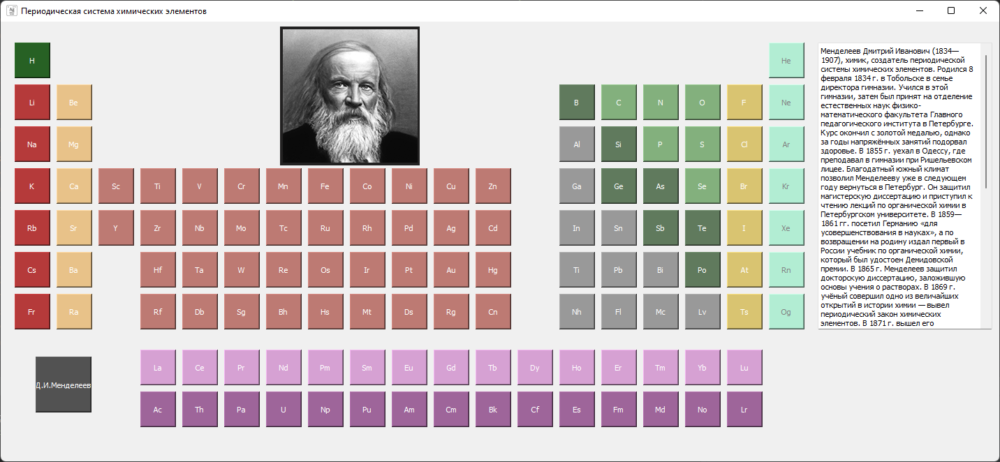 Периодическая система химических элементов
H He
Li Be B C N O F Ne
Na Mg Al Si P S Cl Ar
K Ca Sc Ti V Cr Mn Fe Co Ni Cu Zn Ga Ge As Se Br Kr
Rb Sr Y Zr Nb Mo Tc Ru Rh Pd Ag Cd In Sn Sb Te I Xe
Cs Ba Hf Ta W Re Os Ir Pt Au Hg Ti Pb Bi Po At Rn
Fr Ra Rf Db Sg Bh Hs Mt Ds Rg Cn Nh Fl Mc Lv Ts Og
La Ce Pr Nd Pm Sm Eu Gd Tb Dy Ho Er Tm Yb Lu
Д.И.Менделеев
Ac Th Pa U Np Pu Am Cm Bk Cf Es Fm Md No Lr
Менделеев Дмитрий Иванович (1834—
1907), химик, создатель периодической
системы химических элементов. Родился 8
февраля 1834 г. в Тобольске в семье
директора гимназии. Учился в этой
гимназии, затем был принят на отделение
естественных наук физико-
математического факультета Главного
педагогического института в Петербурге.
Курс окончил с золотой медалью, однако
за годы напряжённых занятий подорвал
здоровье. В 1855 г. уехал в Одессу, где
преподавал в гимназии при Ришельевском
лицее. Благодатный южный климат
позволил Менделееву уже в следующем
году вернуться в Петербург. Он защитил
магистерскую диссертацию и приступил к
чтению лекций по органической химии в
Петербургском университете. В 1859—
1861 гг. посетил Германию «для
усовершенствования в науках», а по
возвращении на родину издал первый в
России учебник по органической химии,
который был удостоен Демидовской
премии. В 1865 г. Менделеев защитил
докторскую диссертацию, заложившую
основы учения о растворах. В 1869 г.
учёный совершил одно из величайших
открытий в истории химии — вывел
периодический закон химических
элементов. В 1871 г. вышел его